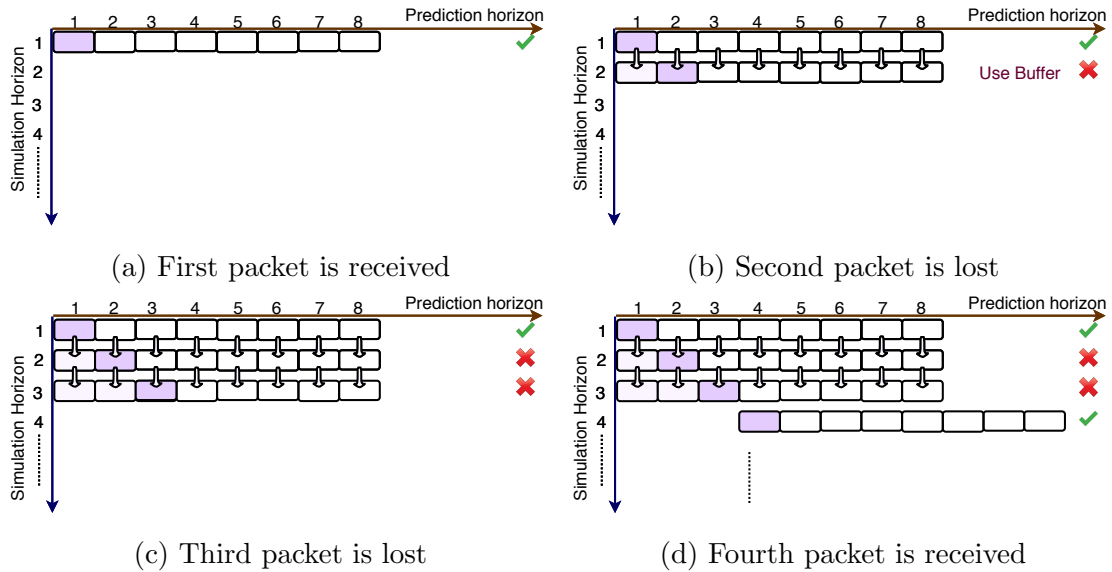 Prediction horizon
1 2 3 4 5 6 7 8
1
2
3
4
Simulation Horizon
(a) First packet is received
Prediction horizon
1 2 3 4 5 6 7 8
1
2 Use Buffer
3
4
Simulation Horizon
(b) Second packet is lost
Prediction horizon
1 2 3 4 5 6 7 8
1
2
3
4
Simulation Horizon
(c) Third packet is lost
Prediction horizon
1 2 3 4 5 6 7 8
1
2
3
4
Simulation Horizon
(d) Fourth packet is received